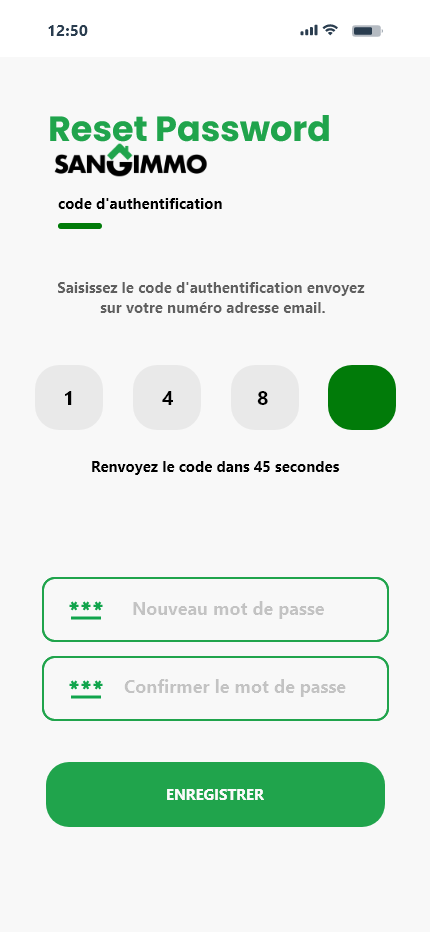 12:50
Reset Password
SANGIMMO
code d'authentification
Saisissez le code d'authentification envoyez
sur votre numéro adresse email.
1 4 8
Renvoyez le code dans 45 secondes
*** Nouveau mot de passe
*** Confirmer le mot de passe
ENREGISTRER